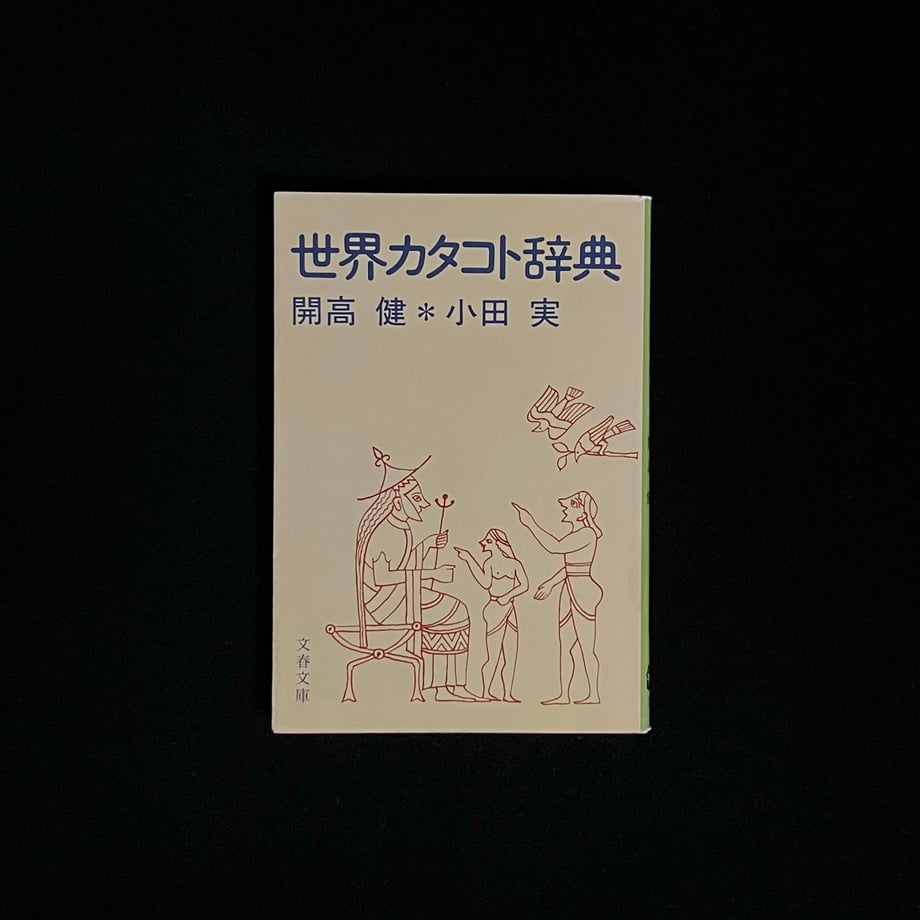 世界カタコト辞典
開高 健＊小田 実
文春文庫